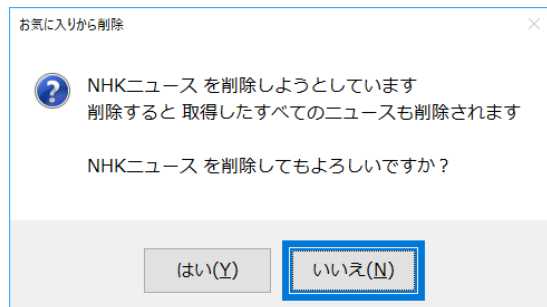 お気に入りから削除
NHKニュース を削除しようとしています
削除すると 取得したすべてのニュースも削除されます
NHKニュース を削除してもよろしいですか？
はい(Y)
いいえ(N)